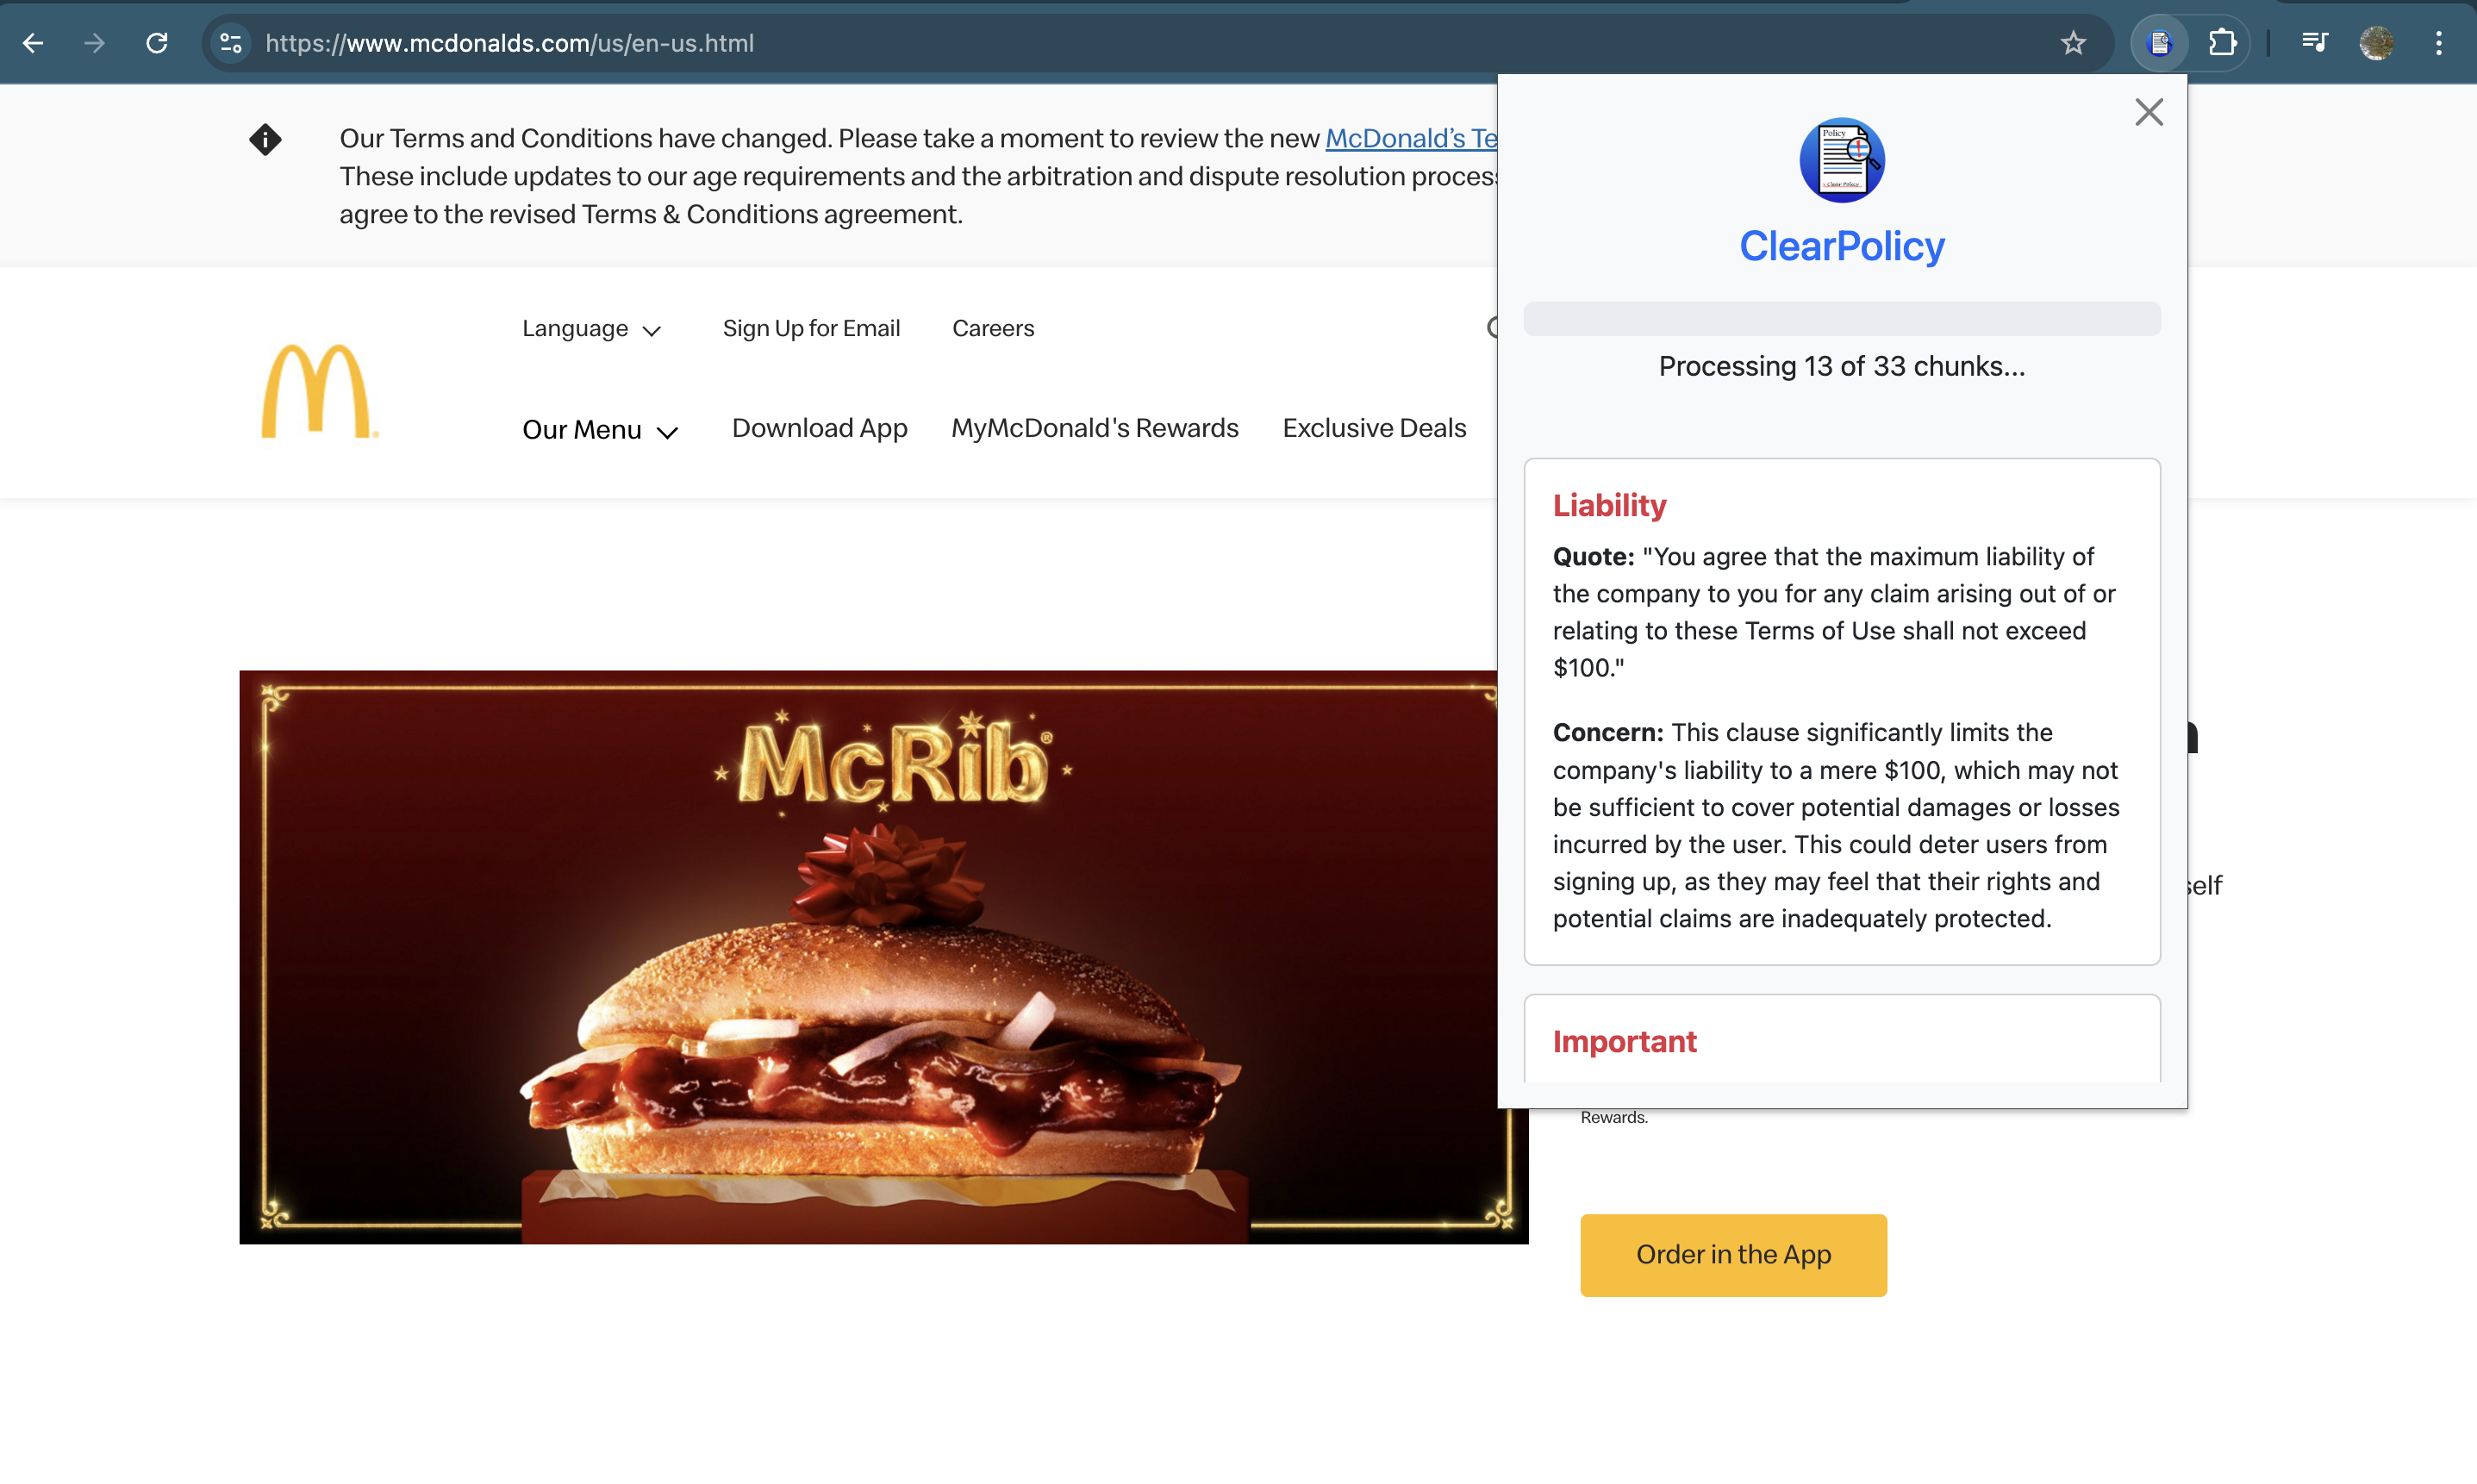 https://www.mcdonalds.com/us/en-us.html
Our Terms and Conditions have changed. Please take a moment to review the new McDonald’s Te
These include updates to our age requirements and the arbitration and dispute resolution process
agree to the revised Terms & Conditions agreement.
Language
Sign Up for Email
Careers
Our Menu
Download App
MyMcDonald's Rewards
Exclusive Deals
McRib®
Policy
Clear Policy
ClearPolicy
Processing 13 of 33 chunks...
Liability
Quote: "You agree that the maximum liability of
the company to you for any claim arising out of or
relating to these Terms of Use shall not exceed
$100."
Concern: This clause significantly limits the
company's liability to a mere $100, which may not
be sufficient to cover potential damages or losses
incurred by the user. This could deter users from
signing up, as they may feel that their rights and
potential claims are inadequately protected.
Important
self
Rewards.
Order in the App